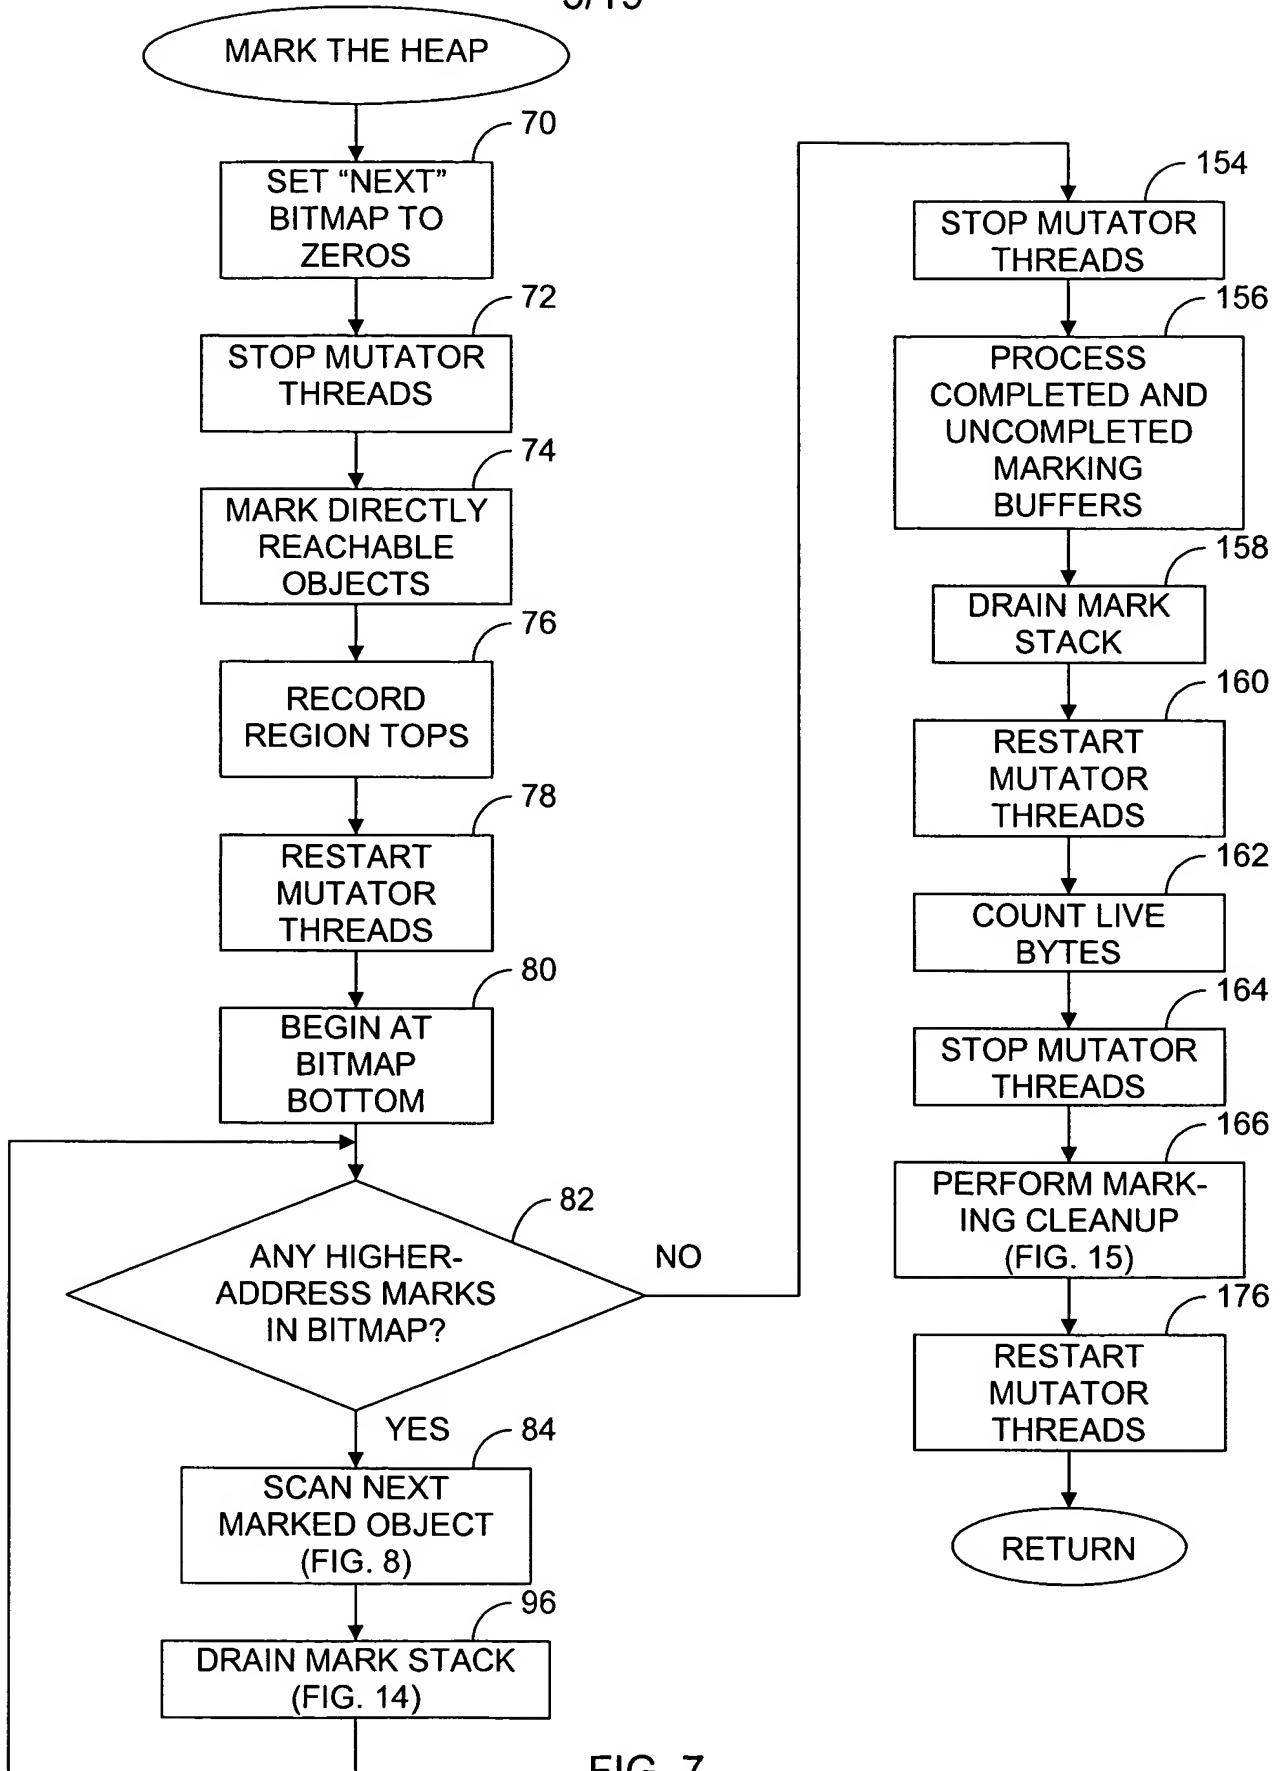 MARK THE HEAP
70
SET “NEXT”
BITMAP TO
ZEROS
72
STOP MUTATOR
THREADS
74
MARK DIRECTLY
REACHABLE
OBJECTS
76
RECORD
REGION TOPS
78
RESTART
MUTATOR
THREADS
80
BEGIN AT
BITMAP
BOTTOM
82
ANY HIGHER-
ADDRESS MARKS
IN BITMAP?
NO
YES
84
SCAN NEXT
MARKED OBJECT
(FIG. 8)
96
DRAIN MARK STACK
(FIG. 14)
154
STOP MUTATOR
THREADS
156
PROCESS
COMPLETED AND
UNCOMPLETED
MARKING
BUFFERS
158
DRAIN MARK
STACK
160
RESTART
MUTATOR
THREADS
162
COUNT LIVE
BYTES
164
STOP MUTATOR
THREADS
166
PERFORM MARK-
ING CLEANUP
(FIG. 15)
176
RESTART
MUTATOR
THREADS
RETURN
FIG. 7